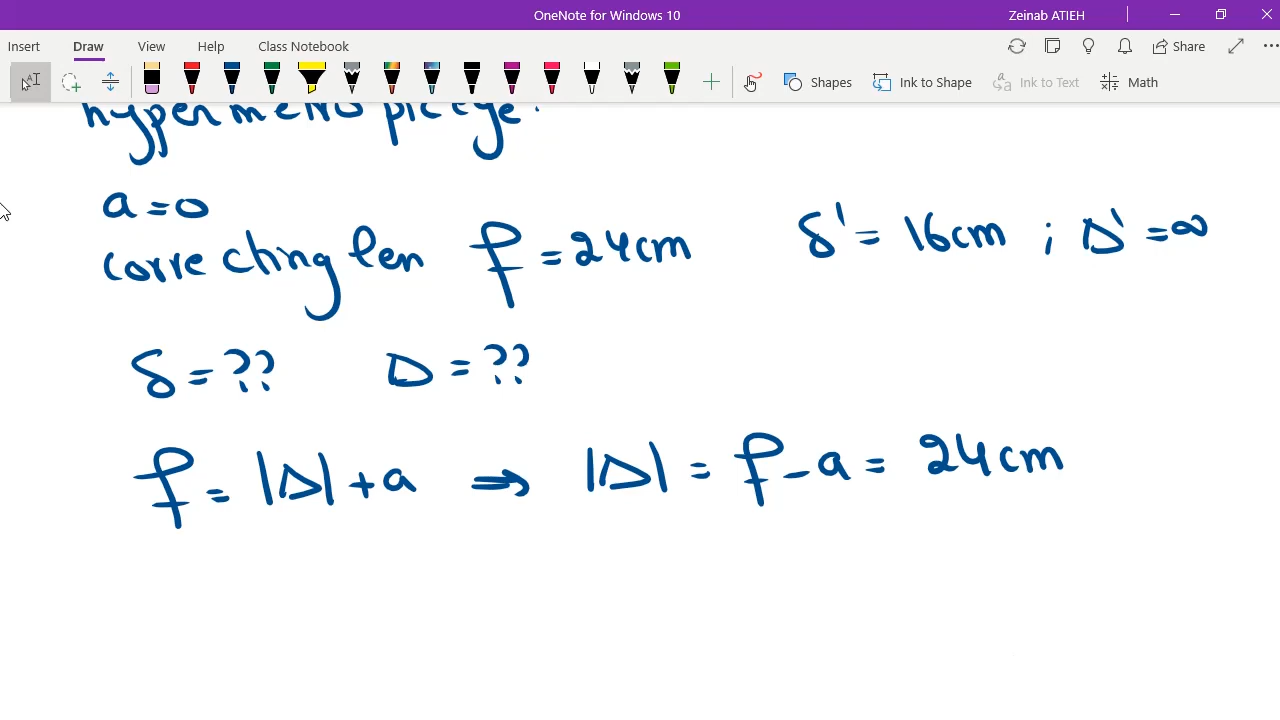 OneNote for Windows 10 Zeinab ATIEH
Insert Draw View Help Class Notebook Share
Shapes Ink to Shape Ink to Text Math
a = 0
correcting len f = 24cm δ' = 16cm ; Δ' = ∞
δ = ?? Δ = ??
f = |Δ| + a ⇒ |Δ| = f - a = 24cm